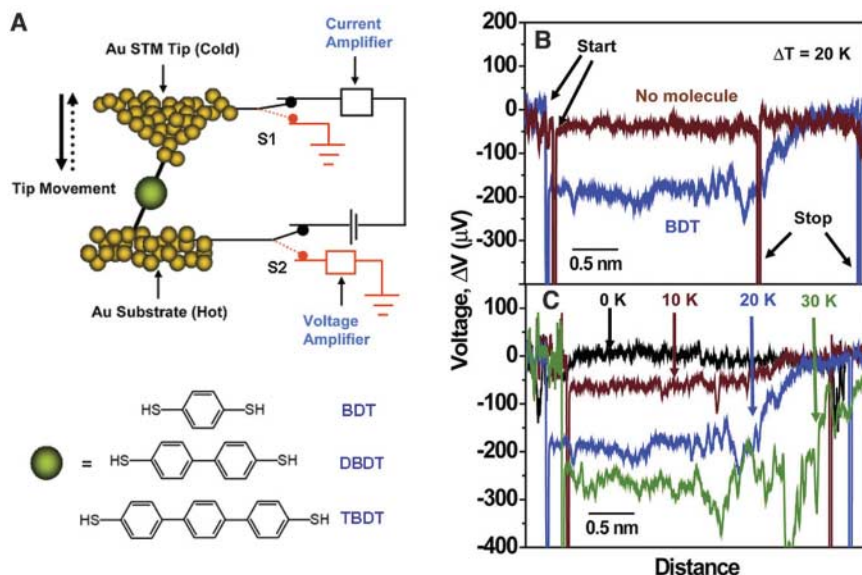 A
Au STM Tip (Cold)
Current
Amplifier
S1
Tip Movement
S2
Au Substrate (Hot)
Voltage
Amplifier
HS
SH
BDT
=
HS
SH
DBDT
HS
SH
TBDT
Voltage, ΔV (μV)
200
B
Start
ΔT = 20 K
100
No molecule
0
-100
-200
BDT
Stop
-300
0.5 nm
100
C
0 K
10 K
20 K
30 K
0
-100
-200
-300
0.5 nm
-400
Distance